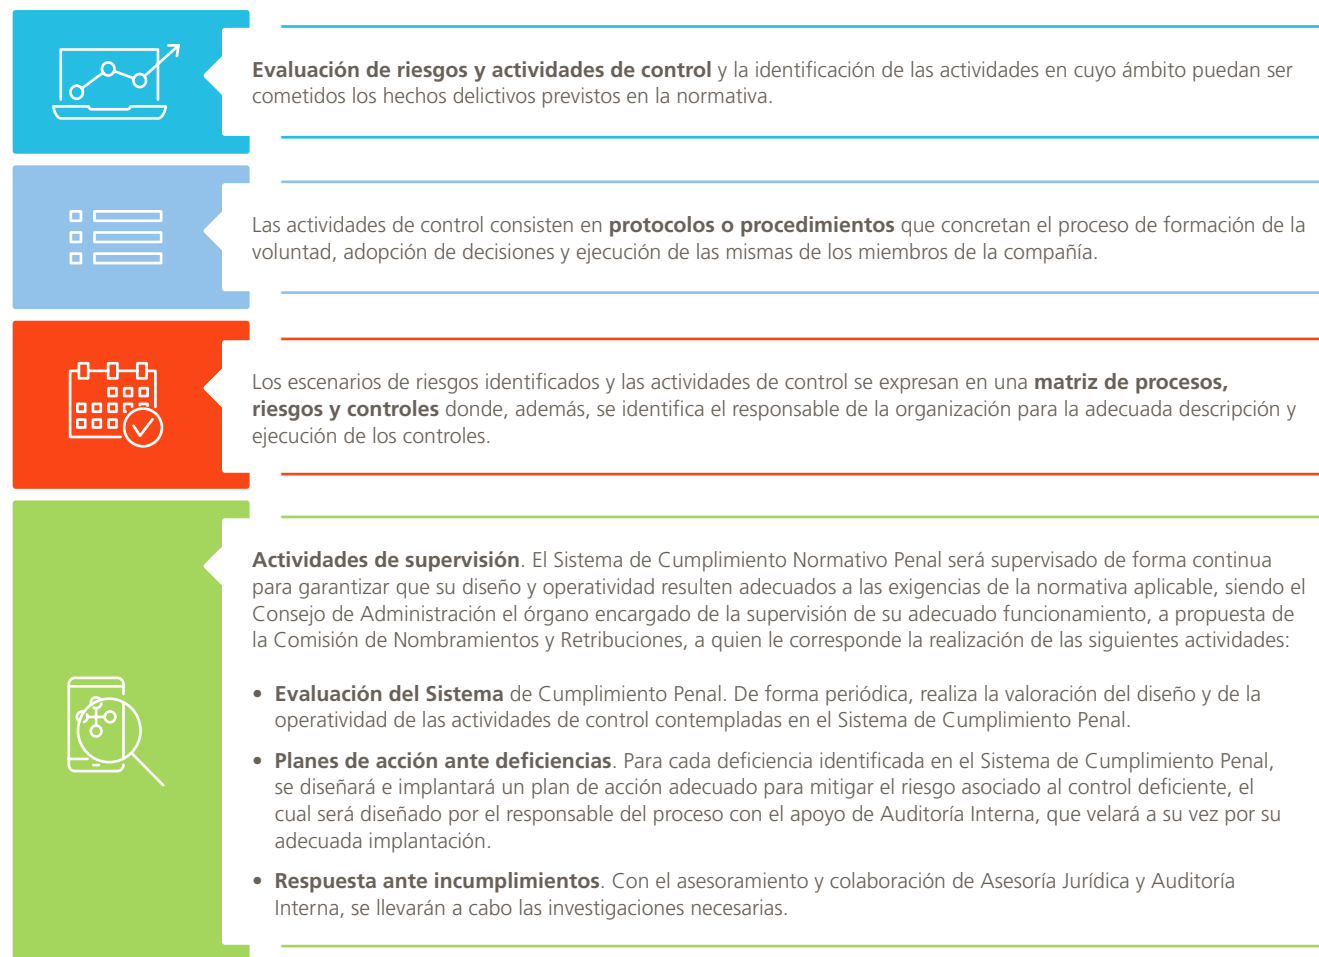 Evaluación de riesgos y actividades de control y la identificación de las actividades en cuyo ámbito puedan ser
cometidos los hechos delictivos previstos en la normativa.
Las actividades de control consisten en protocolos o procedimientos que concretan el proceso de formación de la
voluntad, adopción de decisiones y ejecución de las mismas de los miembros de la compañía.
Los escenarios de riesgos identificados y las actividades de control se expresan en una matriz de procesos,
riesgos y controles donde, además, se identifica el responsable de la organización para la adecuada descripción y
ejecución de los controles.
Actividades de supervisión. El Sistema de Cumplimiento Normativo Penal será supervisado de forma continua
para garantizar que su diseño y operatividad resulten adecuados a las exigencias de la normativa aplicable, siendo el
Consejo de Administración el órgano encargado de la supervisión de su adecuado funcionamiento, a propuesta de
la Comisión de Nombramientos y Retribuciones, a quien le corresponde la realización de las siguientes actividades:
• Evaluación del Sistema de Cumplimiento Penal. De forma periódica, realiza la valoración del diseño y de la
operatividad de las actividades de control contempladas en el Sistema de Cumplimiento Penal.
• Planes de acción ante deficiencias. Para cada deficiencia identificada en el Sistema de Cumplimiento Penal,
se diseñará e implantará un plan de acción adecuado para mitigar el riesgo asociado al control deficiente, el
cual será diseñado por el responsable del proceso con el apoyo de Auditoría Interna, que velará a su vez por su
adecuada implantación.
• Respuesta ante incumplimientos. Con el asesoramiento y colaboración de Asesoría Jurídica y Auditoría
Interna, se llevarán a cabo las investigaciones necesarias.